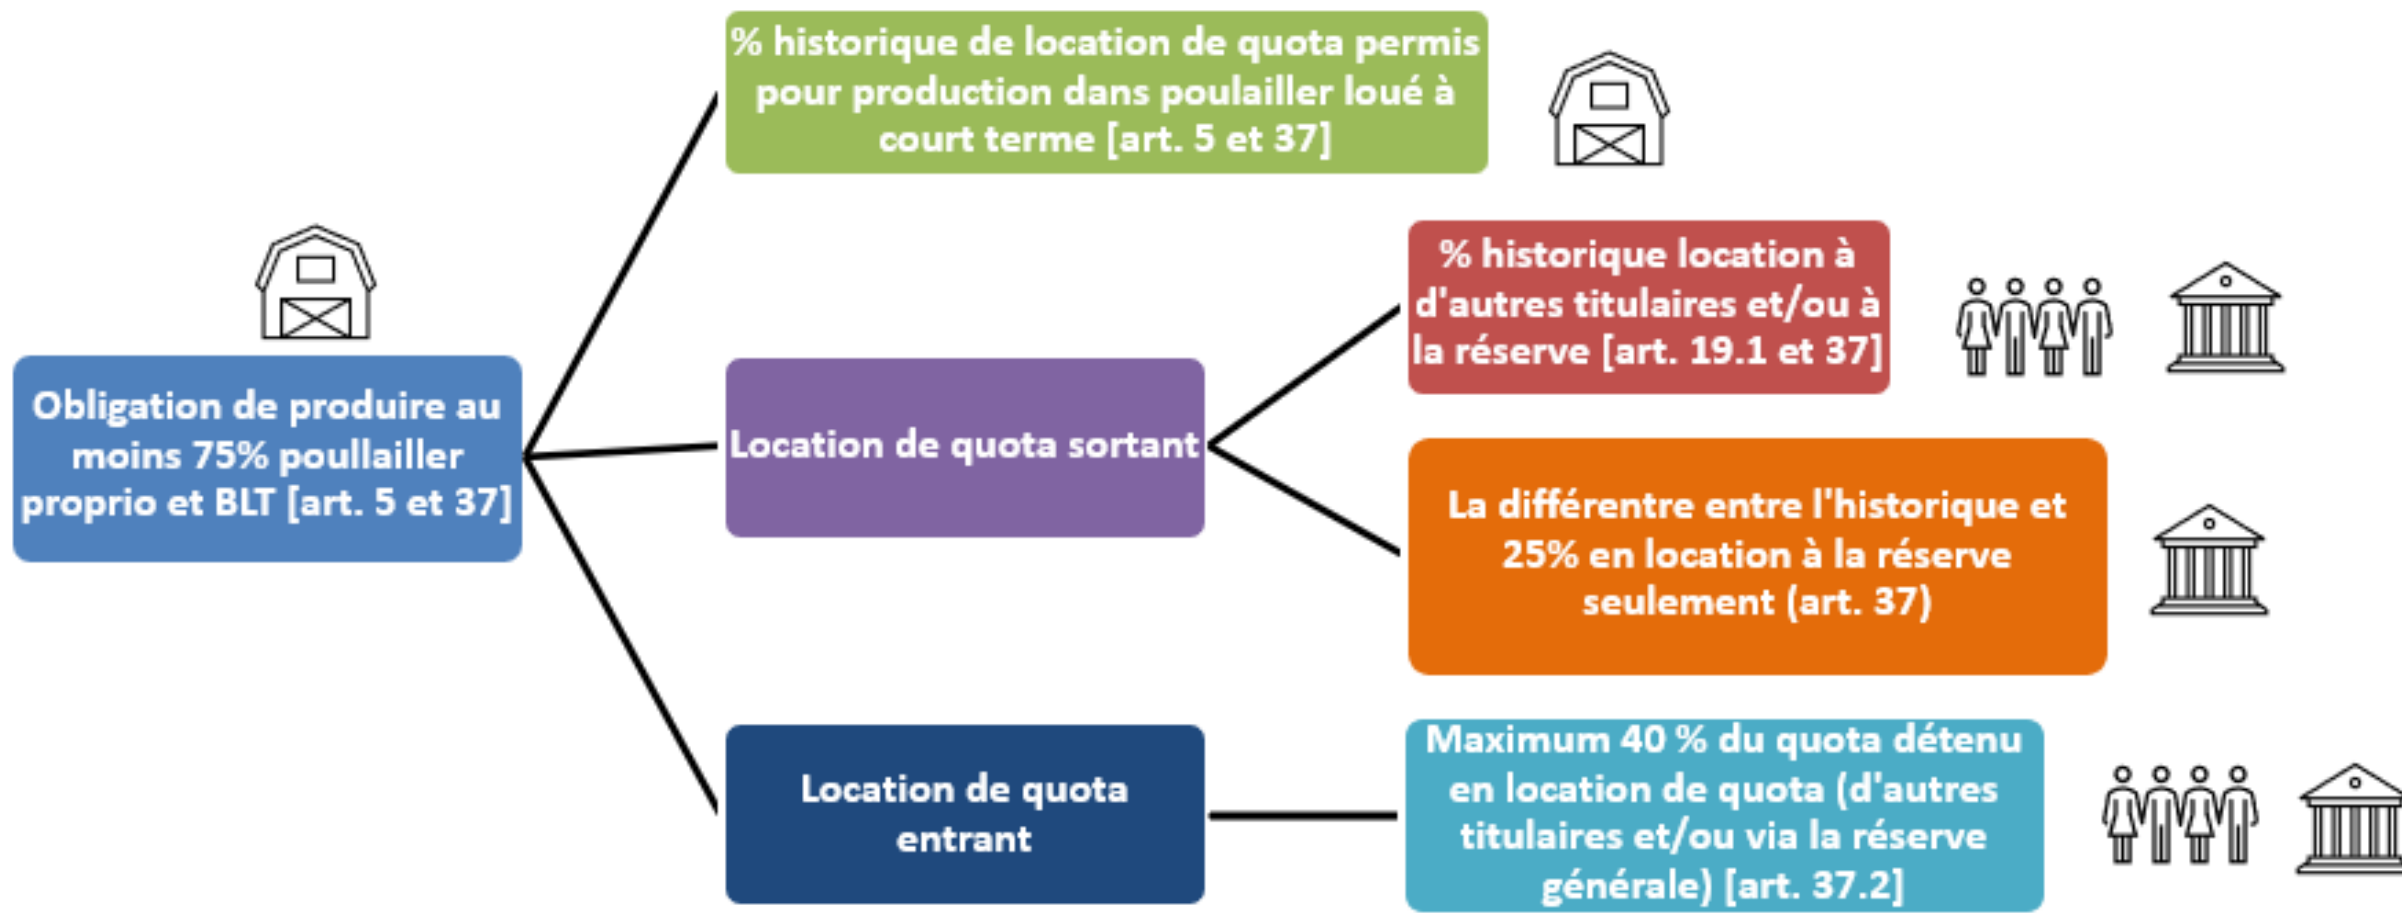 % historique de location de quota permis
pour production dans poulailler loué à
court terme [art. 5 et 37]
Obligation de produire au
moins 75% poullailler
proprio et BLT [art. 5 et 37]
Location de quota sortant
% historique location à
d'autres titulaires et/ou à
la réserve [art. 19.1 et 37]
La différentre entre l'historique et
25% en location à la réserve
seulement (art. 37)
Location de quota
entrant
Maximum 40 % du quota détenu
en location de quota (d'autres
titulaires et/ou via la réserve
générale) [art. 37.2]